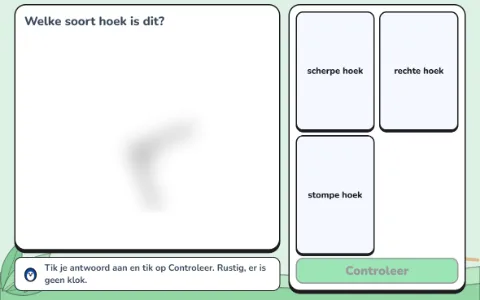 Welke soort hoek is dit?
scherpe hoek
rechte hoek
stompe hoek
Tik je antwoord aan en tik op Controleer. Rustig, er is
geen klok.
Controleer